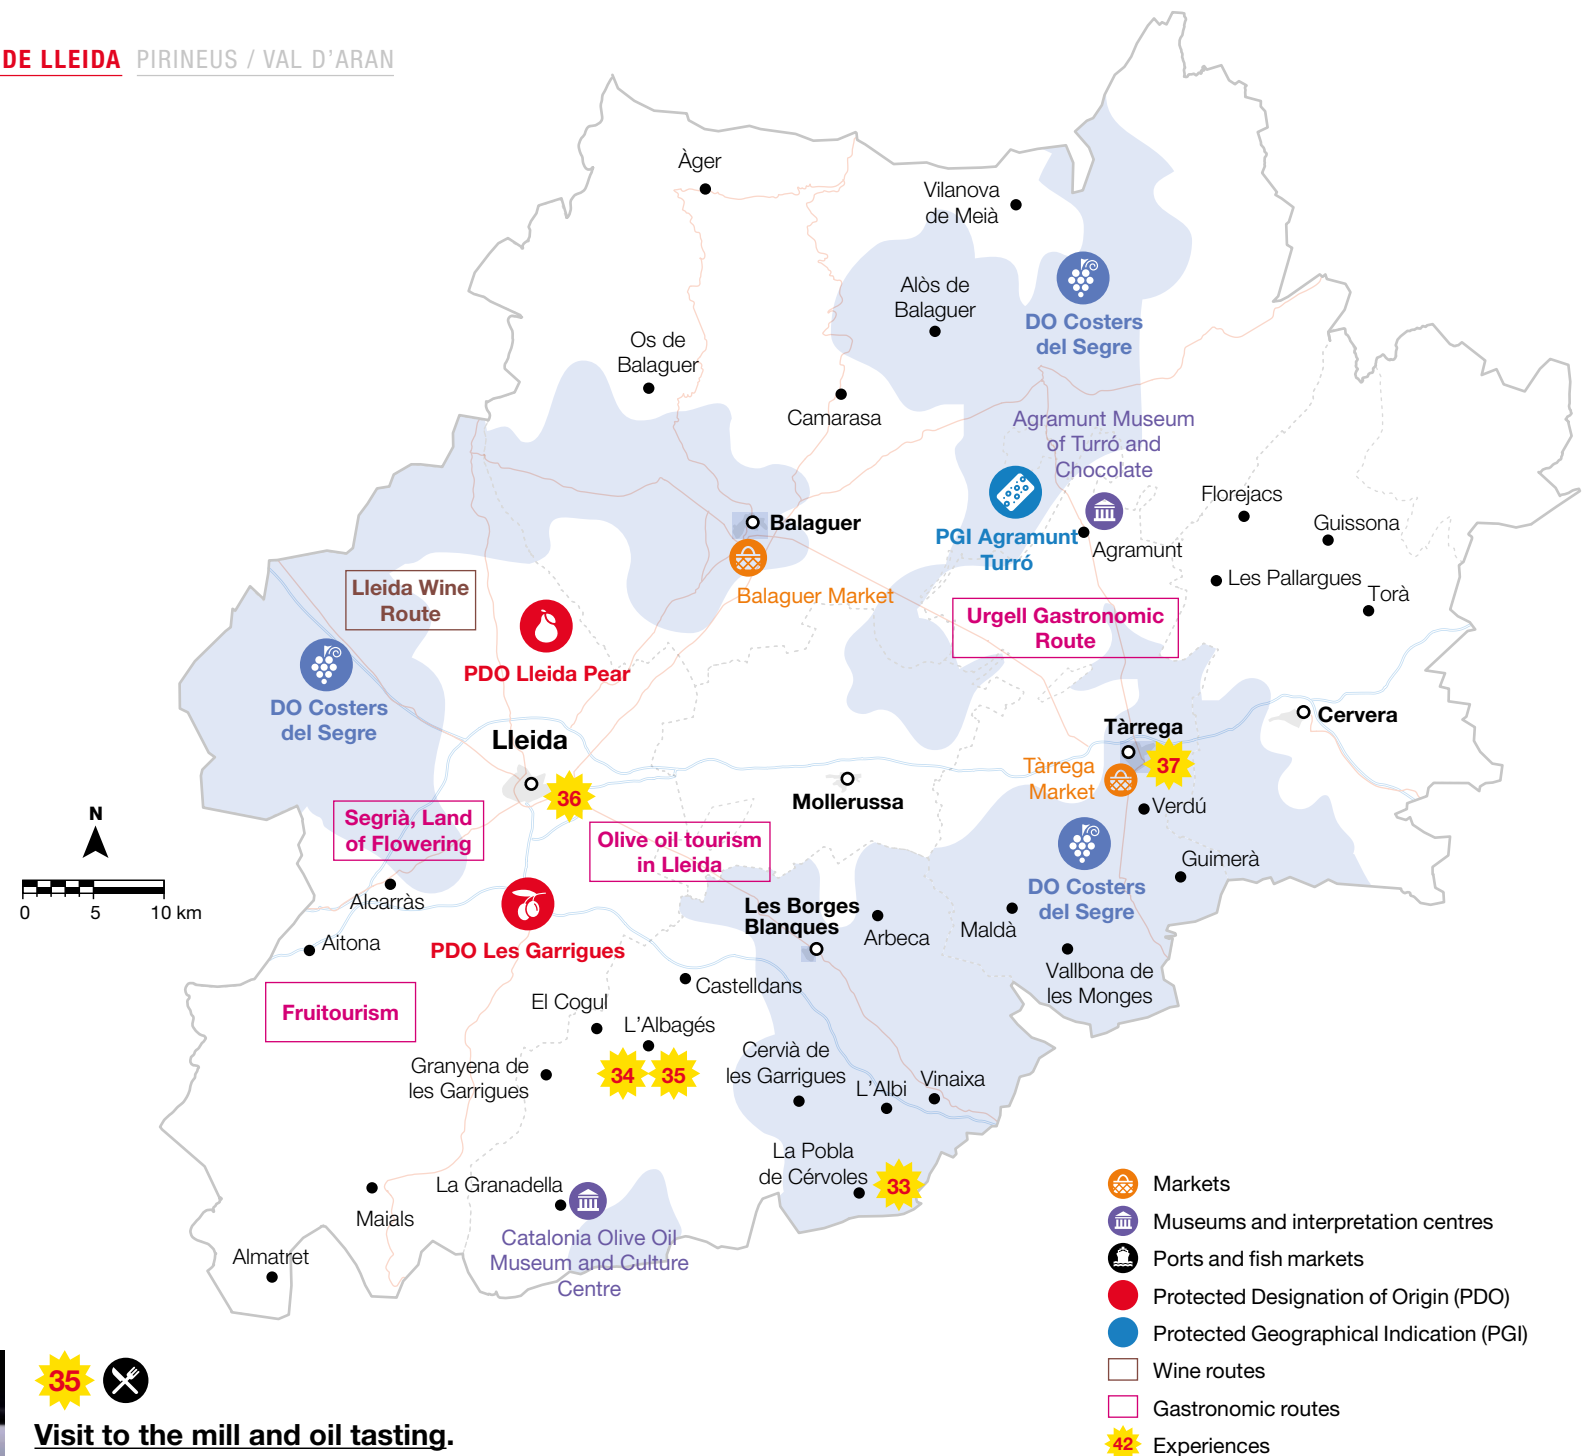 DE LLEIDA PIRINEUS / VAL D'ARAN
Àger
Vilanova
de Meià
Alòs de
Balaguer
DO Costers
del Segre
Os de
Balaguer
Camarasa
Agramunt Museum
of Turró and
Chocolate
Florejacs
Guissona
Balaguer
PGI Agramunt
Turró
Agramunt
Les Pallargues
Torà
Lleida Wine
Route
Balaguer Market
Urgell Gastronomic
Route
PDO Lleida Pear
DO Costers
del Segre
Cervera
Tàrrega
Lleida
37
Tàrrega
Market
36
Mollerussa
Verdú
N
Segrià, Land
of Flowering
Olive oil tourism
in Lleida
Guimerà
DO Costers
del Segre
0 5 10 km
Alcarràs
Les Borges
Blanques
Arbeca
Maldà
Aitona
PDO Les Garrigues
Vallbona de
les Monges
Castelldans
Fruitourism
El Cogul
L'Albagés
Cervià de
les Garrigues
Granyena de
les Garrigues
34
35
L'Albi
Vinaixa
La Pobla
de Cérvoles
33
La Granadella
Maials
Catalonia Olive Oil
Museum and Culture
Centre
Almatret
Markets
Museums and interpretation centres
Ports and fish markets
Protected Designation of Origin (PDO)
Protected Geographical Indication (PGI)
Wine routes
Gastronomic routes
42 Experiences
35
Visit to the mill and oil tasting.